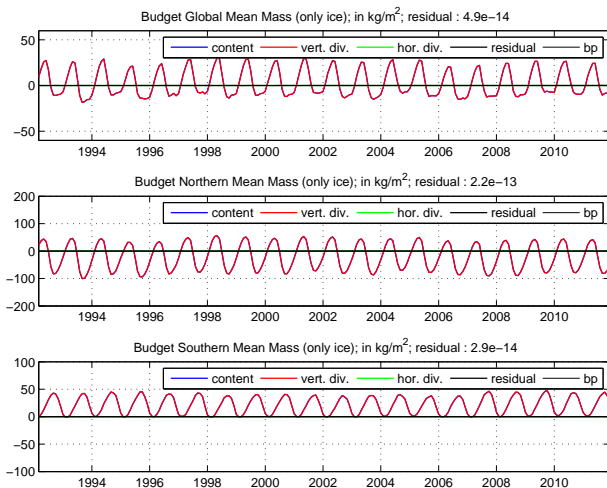 Budget Global Mean Mass (only ice); in kg/m²; residual : 4.9e−14
content vert. div. hor. div. residual bp
50
0
−50
1994 1996 1998 2000 2002 2004 2006 2008 2010
Budget Northern Mean Mass (only ice); in kg/m²; residual : 2.2e−13
content vert. div. hor. div. residual bp
200
100
0
−100
−200
1994 1996 1998 2000 2002 2004 2006 2008 2010
Budget Southern Mean Mass (only ice); in kg/m²; residual : 2.9e−14
content vert. div. hor. div. residual bp
100
50
0
−50
−100
1994 1996 1998 2000 2002 2004 2006 2008 2010